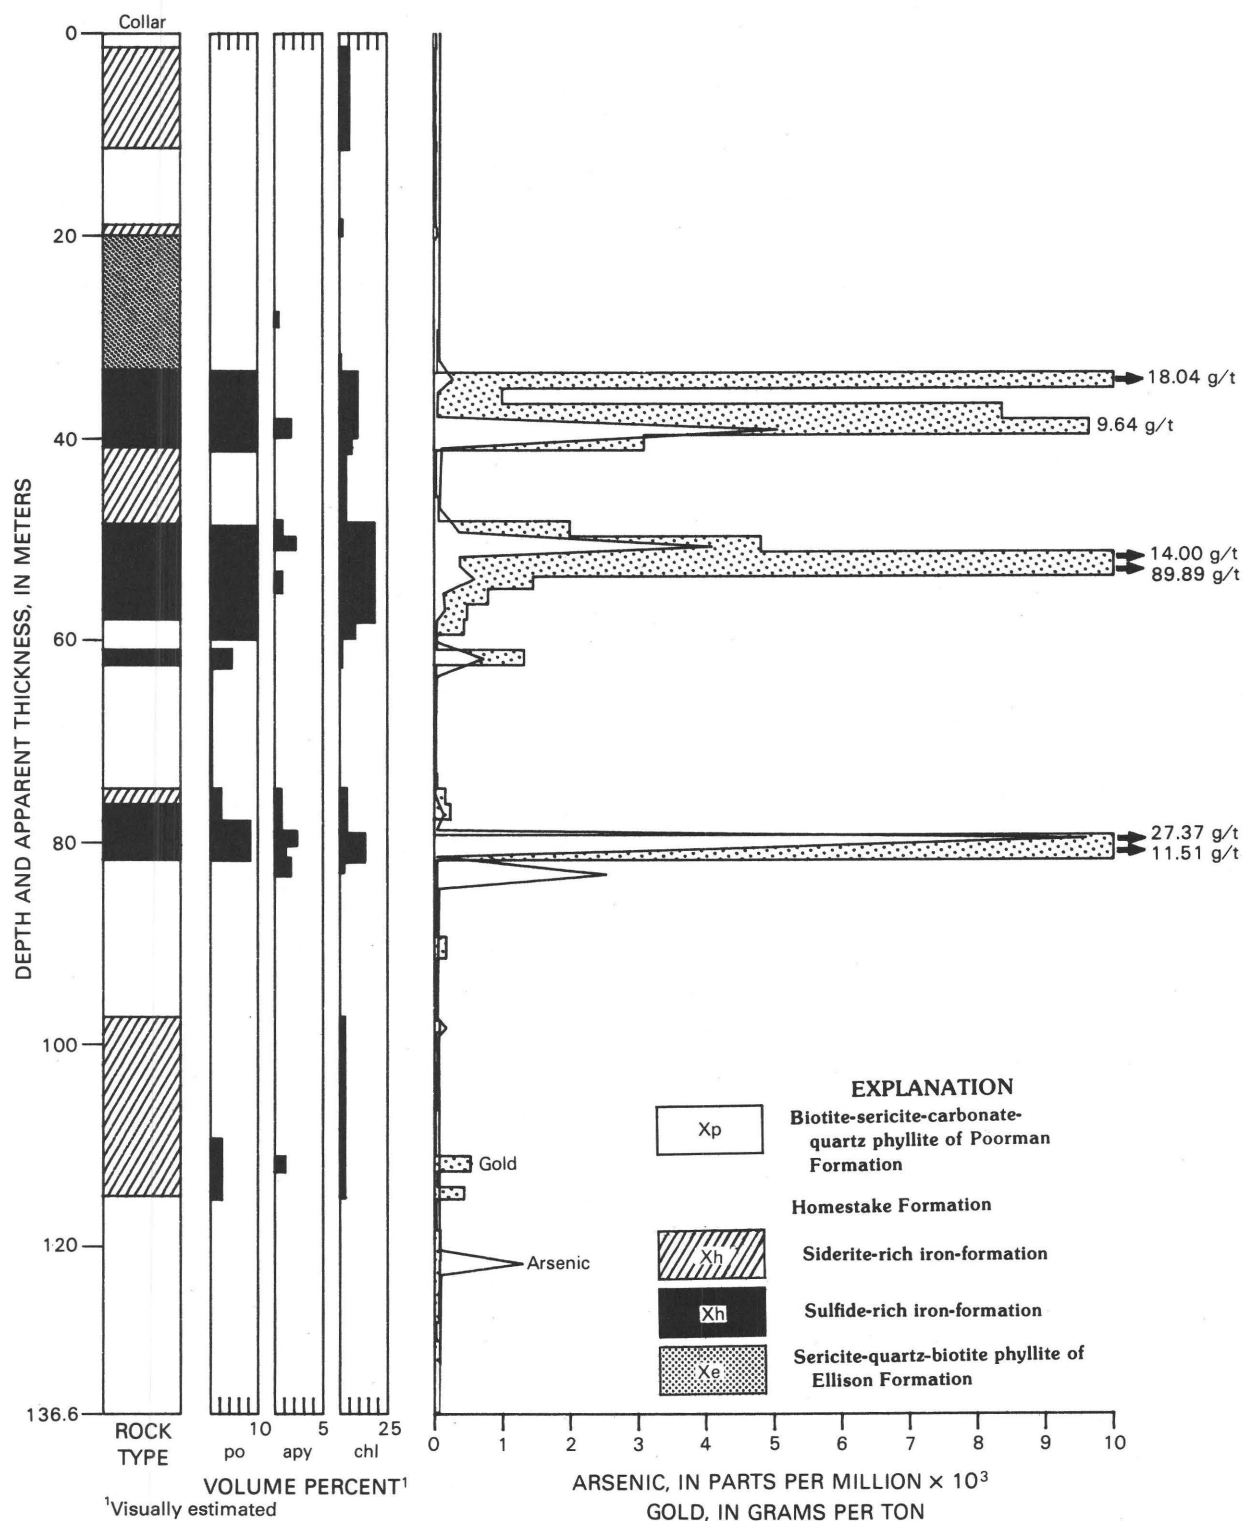 Collar
0
20
40
60
80
100
120
136.6
DEPTH AND APPARENT THICKNESS, IN METERS
18.04 g/t
9.64 g/t
14.00 g/t
89.89 g/t
27.37 g/t
11.51 g/t
Gold
Arsenic
EXPLANATION
Xp
Biotite-sericite-carbonate-
quartz phyllite of Poorman
Formation
Homestake Formation
Xh
Siderite-rich iron-formation
Xh
Sulfide-rich iron-formation
Xe
Sericite-quartz-biotite phyllite of
Ellison Formation
ROCK
TYPE
10
po
5
apy
25
chl
VOLUME PERCENT¹
¹Visually estimated
0 1 2 3 4 5 6 7 8 9 10
ARSENIC, IN PARTS PER MILLION × 10³
GOLD, IN GRAMS PER TON